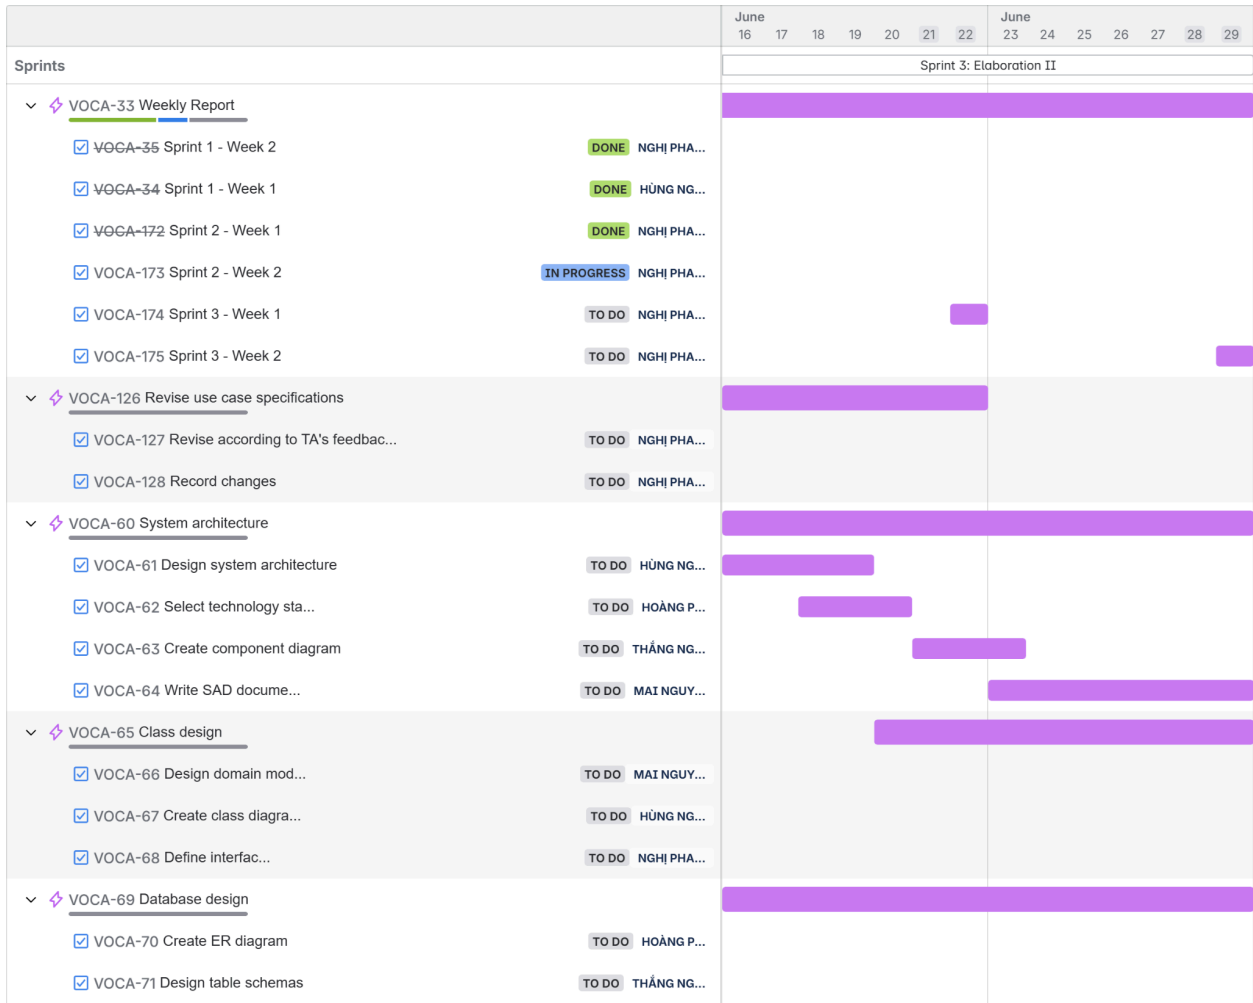 June June
16 17 18 19 20 21 22 23 24 25 26 27 28 29
Sprints Sprint 3: Elaboration II
VOCA-33 Weekly Report
VOCA-35 Sprint 1 - Week 2 DONE NGHỊ PHA...
VOCA-34 Sprint 1 - Week 1 DONE HÙNG NG...
VOCA-172 Sprint 2 - Week 1 DONE NGHỊ PHA...
VOCA-173 Sprint 2 - Week 2 IN PROGRESS NGHỊ PHA...
VOCA-174 Sprint 3 - Week 1 TO DO NGHỊ PHA...
VOCA-175 Sprint 3 - Week 2 TO DO NGHỊ PHA...
VOCA-126 Revise use case specifications
VOCA-127 Revise according to TA's feedbac... TO DO NGHỊ PHA...
VOCA-128 Record changes TO DO NGHỊ PHA...
VOCA-60 System architecture
VOCA-61 Design system architecture TO DO HÙNG NG...
VOCA-62 Select technology sta... TO DO HOÀNG P...
VOCA-63 Create component diagram TO DO THẮNG NG...
VOCA-64 Write SAD docume... TO DO MAI NGUY...
VOCA-65 Class design
VOCA-66 Design domain mod... TO DO MAI NGUY...
VOCA-67 Create class diagra... TO DO HÙNG NG...
VOCA-68 Define interfac... TO DO NGHỊ PHA...
VOCA-69 Database design
VOCA-70 Create ER diagram TO DO HOÀNG P...
VOCA-71 Design table schemas TO DO THẮNG NG...